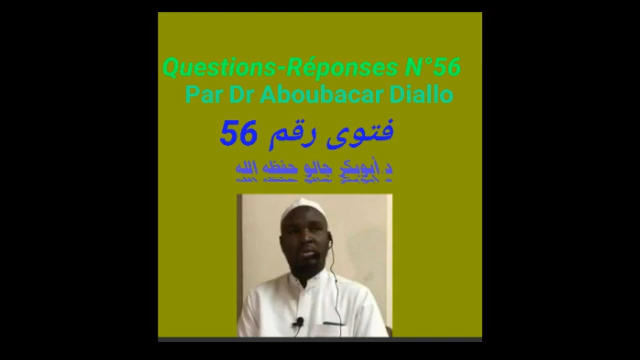 Questions-Réponses N°56
Par Dr Aboubacar Diallo
فتوى رقم 56
د أبوبكر جالو حفظه الله